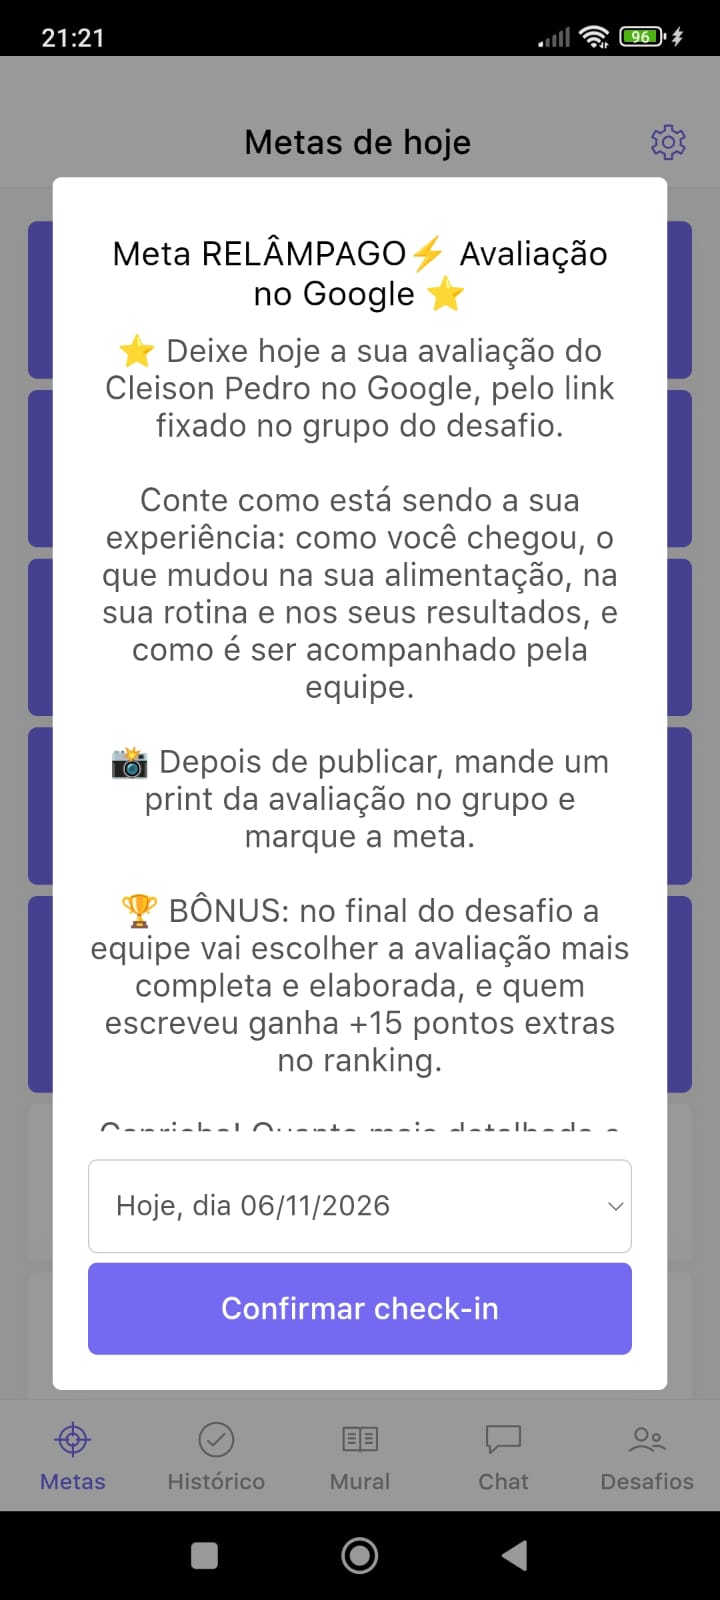 21:21
96
Metas de hoje
Meta RELÂMPAGO⚡ Avaliação
no Google ⭐
⭐ Deixe hoje a sua avaliação do
Cleison Pedro no Google, pelo link
fixado no grupo do desafio.
Conte como está sendo a sua
experiência: como você chegou, o
que mudou na sua alimentação, na
sua rotina e nos seus resultados, e
como é ser acompanhado pela
equipe.
📸 Depois de publicar, mande um
print da avaliação no grupo e
marque a meta.
🏆 BÔNUS: no final do desafio a
equipe vai escolher a avaliação mais
completa e elaborada, e quem
escreveu ganha +15 pontos extras
no ranking.
Capricha! Quanto mais detalhada e
Hoje, dia 06/11/2026
Confirmar check-in
Metas
Histórico
Mural
Chat
Desafios